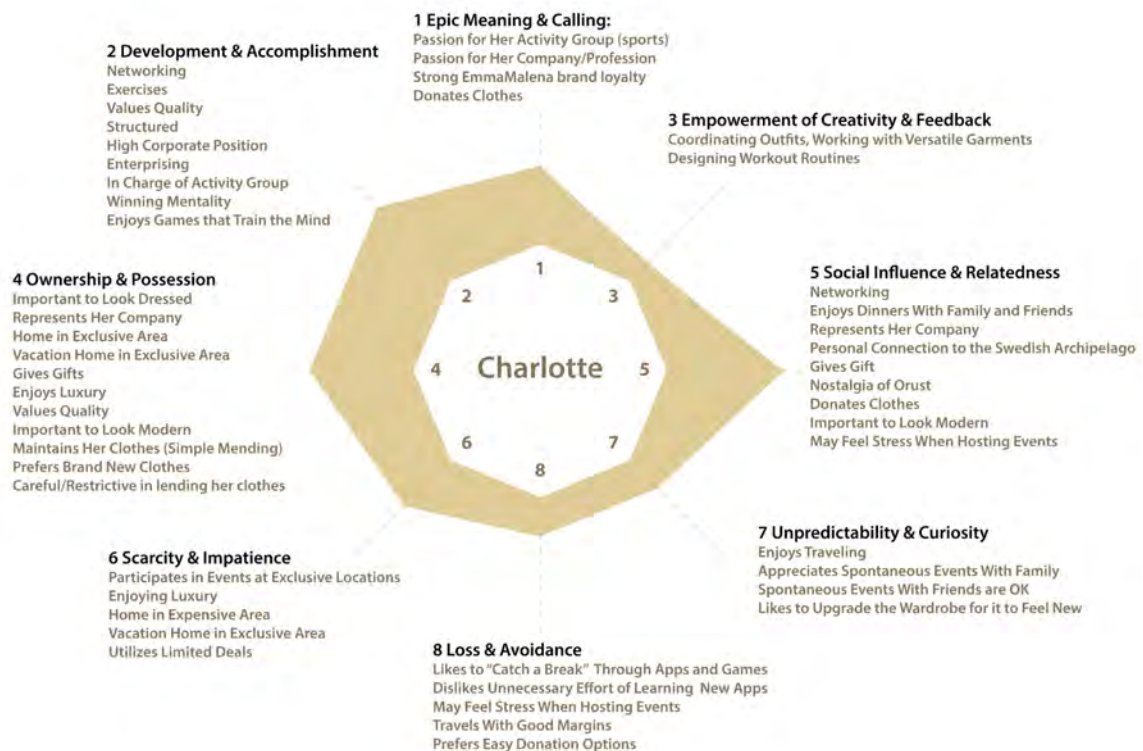 1 Epic Meaning & Calling:
Passion for Her Activity Group (sports)
Passion for Her Company/Profession
Strong EmmaMalena brand loyalty
Donates Clothes
2 Development & Accomplishment
Networking
Exercises
Values Quality
Structured
High Corporate Position
Enterprising
In Charge of Activity Group
Winning Mentality
Enjoys Games that Train the Mind
3 Empowerment of Creativity & Feedback
Coordinating Outfits, Working with Versatile Garments
Designing Workout Routines
4 Ownership & Possession
Important to Look Dressed
Represents Her Company
Home in Exclusive Area
Vacation Home in Exclusive Area
Gives Gifts
Enjoys Luxury
Values Quality
Important to Look Modern
Maintains Her Clothes (Simple Mending)
Prefers Brand New Clothes
Careful/Restrictive in lending her clothes
1
2
3
4
Charlotte
5
6
7
8
5 Social Influence & Relatedness
Networking
Enjoys Dinners With Family and Friends
Represents Her Company
Personal Connection to the Swedish Archipelago
Gives Gift
Nostalgia of Orust
Donates Clothes
Important to Look Modern
May Feel Stress When Hosting Events
6 Scarcity & Impatience
Participates in Events at Exclusive Locations
Enjoying Luxury
Home in Expensive Area
Vacation Home in Exclusive Area
Utilizes Limited Deals
7 Unpredictability & Curiosity
Enjoys Traveling
Appreciates Spontaneous Events With Family
Spontaneous Events With Friends are OK
Likes to Upgrade the Wardrobe for it to Feel New
8 Loss & Avoidance
Likes to "Catch a Break" Through Apps and Games
Dislikes Unnecessary Effort of Learning New Apps
May Feel Stress When Hosting Events
Travels With Good Margins
Prefers Easy Donation Options